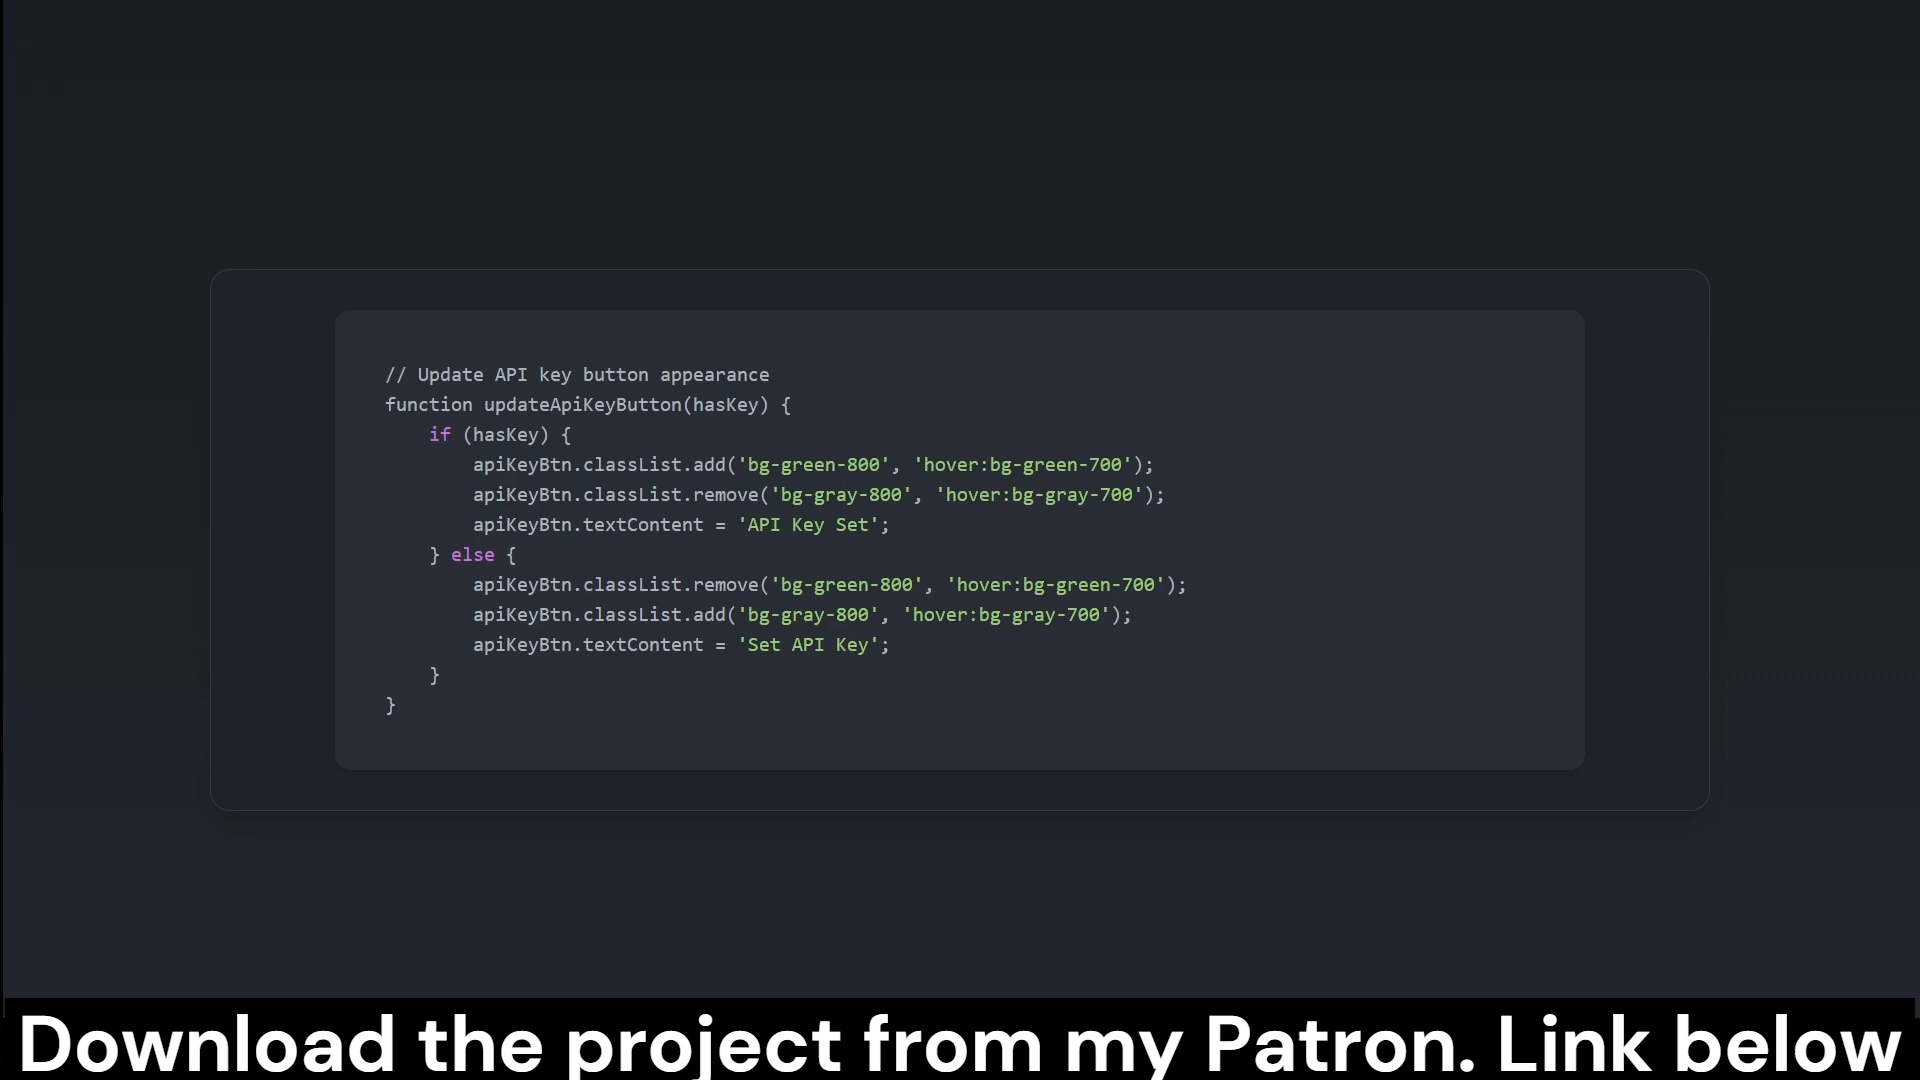 // Update API key button appearance
function updateApiKeyButton(hasKey) {
    if (hasKey) {
        apiKeyBtn.classList.add('bg-green-800', 'hover:bg-green-700');
        apiKeyBtn.classList.remove('bg-gray-800', 'hover:bg-gray-700');
        apiKeyBtn.textContent = 'API Key Set';
    } else {
        apiKeyBtn.classList.remove('bg-green-800', 'hover:bg-green-700');
        apiKeyBtn.classList.add('bg-gray-800', 'hover:bg-gray-700');
        apiKeyBtn.textContent = 'Set API Key';
    }
}
Download the project from my Patron. Link below